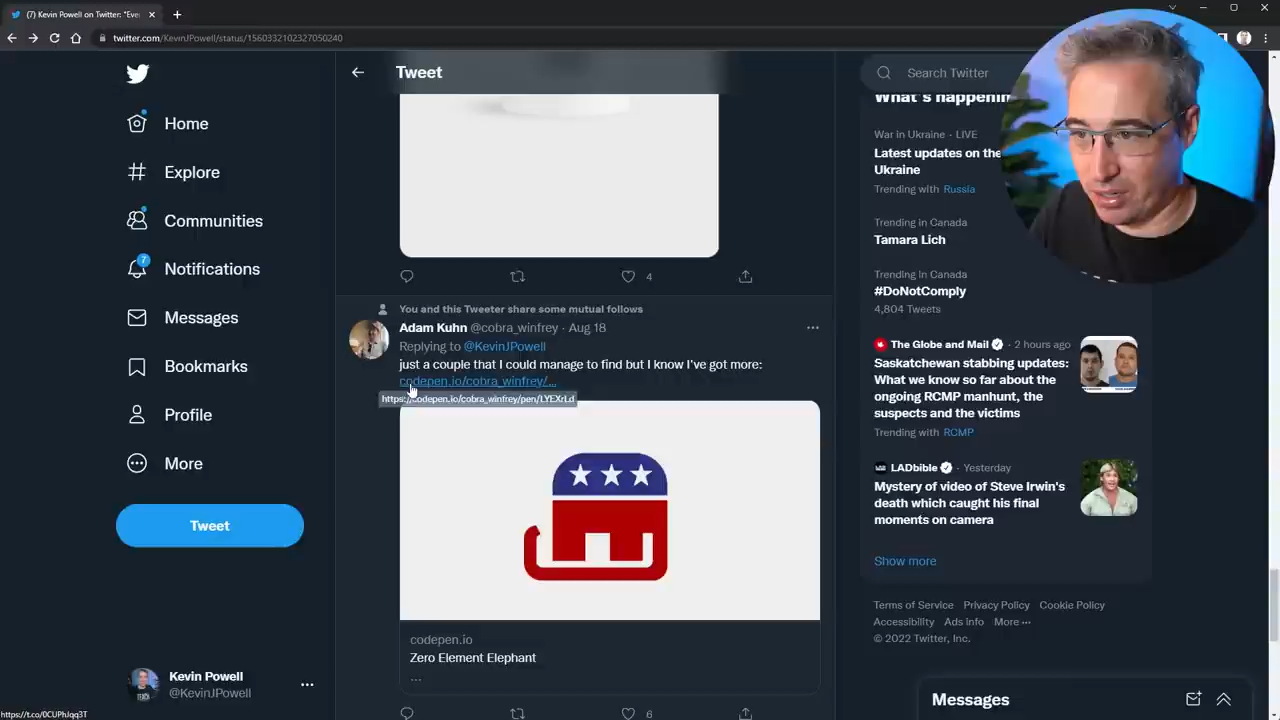 (7) Kevin Powell on Twitter: "Ever
twitter.com/KevinJPowell/status/1560332102327050240
Home
Explore
Communities
7
Notifications
Messages
Bookmarks
Profile
More
Tweet
Kevin Powell
@KevinJPowell
https://t.co/0CUPhJqq3T
Tweet
4
You and this Tweeter share some mutual follows
Adam Kuhn @cobra_winfrey · Aug 18
Replying to @KevinJPowell
just a couple that I could manage to find but I know I've got more:
codepen.io/cobra_winfrey/...
https://codepen.io/cobra_winfrey/pen/LYEXrLd
codepen.io
Zero Element Elephant
...
6
Search Twitter
What's happenin
War in Ukraine · LIVE
Latest updates on the
Ukraine
Trending with Russia
Trending in Canada
Tamara Lich
Trending in Canada
#DoNotComply
4,804 Tweets
The Globe and Mail · 2 hours ago
Saskatchewan stabbing updates:
What we know so far about the
ongoing RCMP manhunt, the
suspects and the victims
Trending with RCMP
LADbible · Yesterday
Mystery of video of Steve Irwin's
death which caught his final
moments on camera
Show more
Terms of Service Privacy Policy Cookie Policy
Accessibility Ads info More ...
© 2022 Twitter, Inc.
Messages